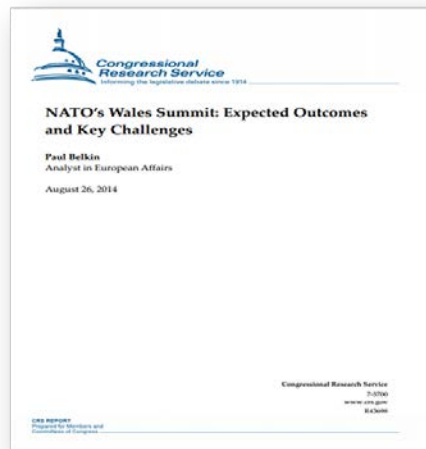 Congressional
Research Service
Informing the legislative debate since 1914
NATO's Wales Summit: Expected Outcomes
and Key Challenges
Paul Belkin
Analyst in European Affairs
August 26, 2014
Congressional Research Service
7-5700
www.crs.gov
CRS REPORT
Prepared for Members and
Committees of Congress